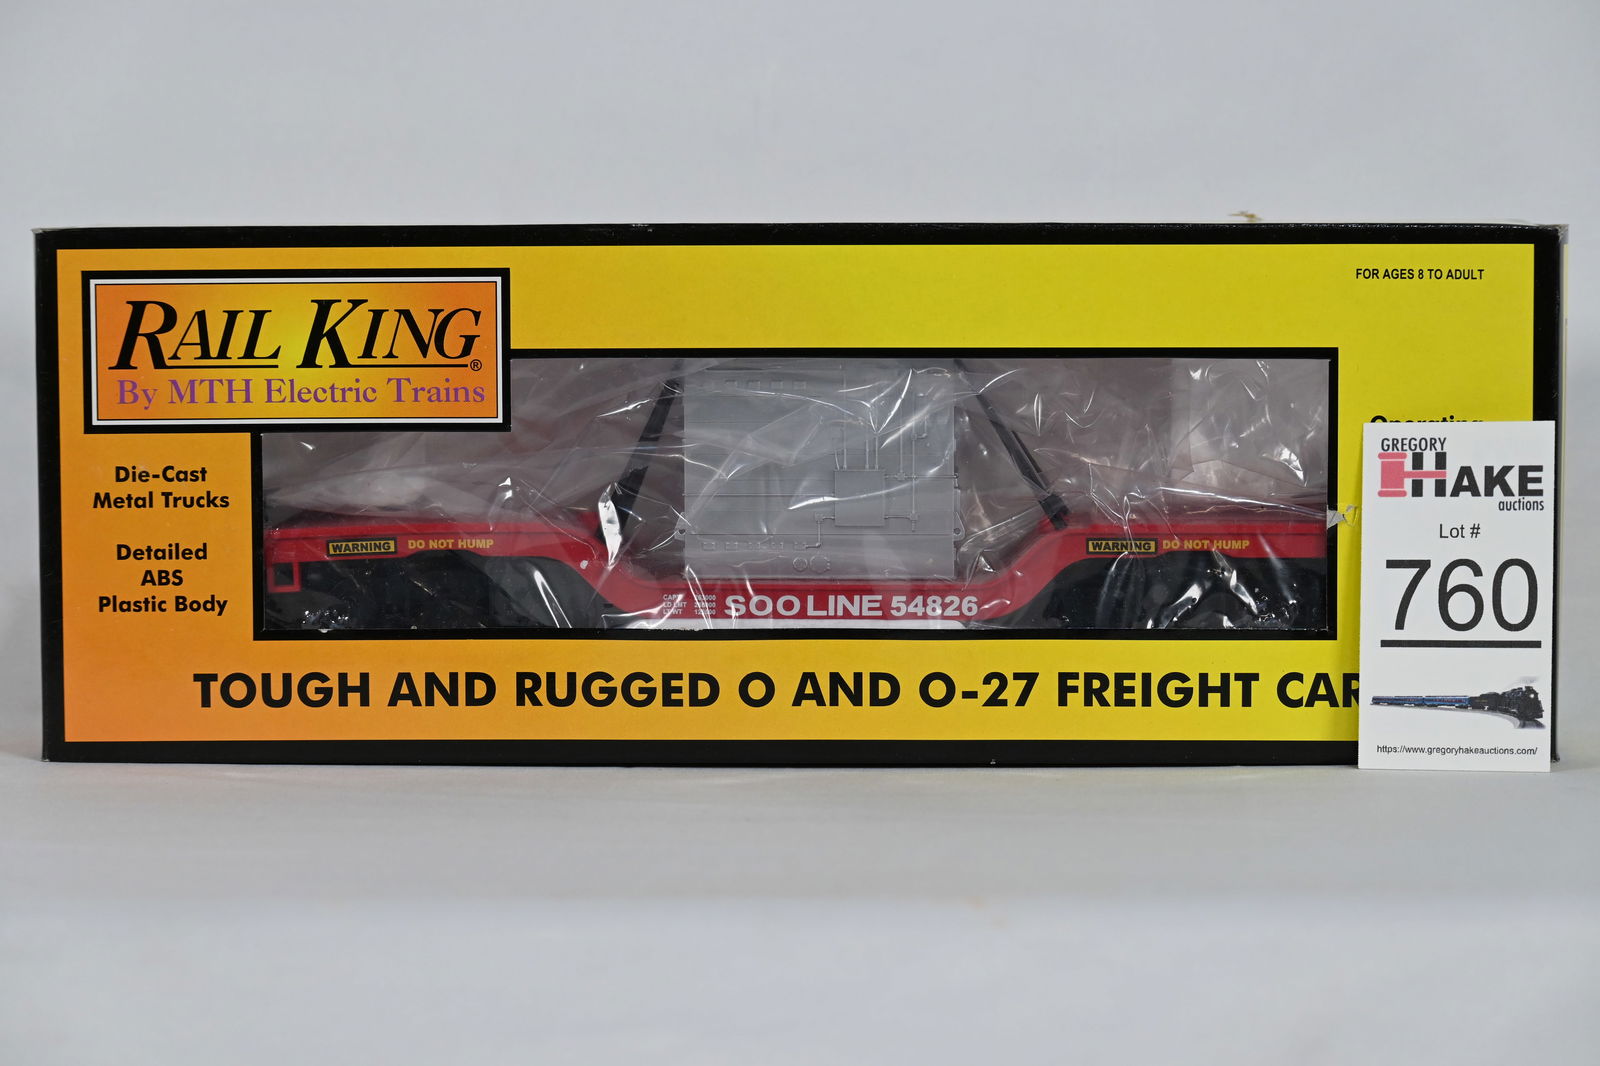 RAIL KING®
By MTH Electric Trains
FOR AGES 8 TO ADULT
Die-Cast
Metal Trucks
Detailed
ABS
Plastic Body
WARNING DO NOT HUMP
WARNING DO NOT HUMP
LD LMT
SOO LINE 54826
TOUGH AND RUGGED O AND O-27 FREIGHT CAR
GREGORY
HAKE
auctions
Lot #
760
https://www.gregoryhakeauctions.com/